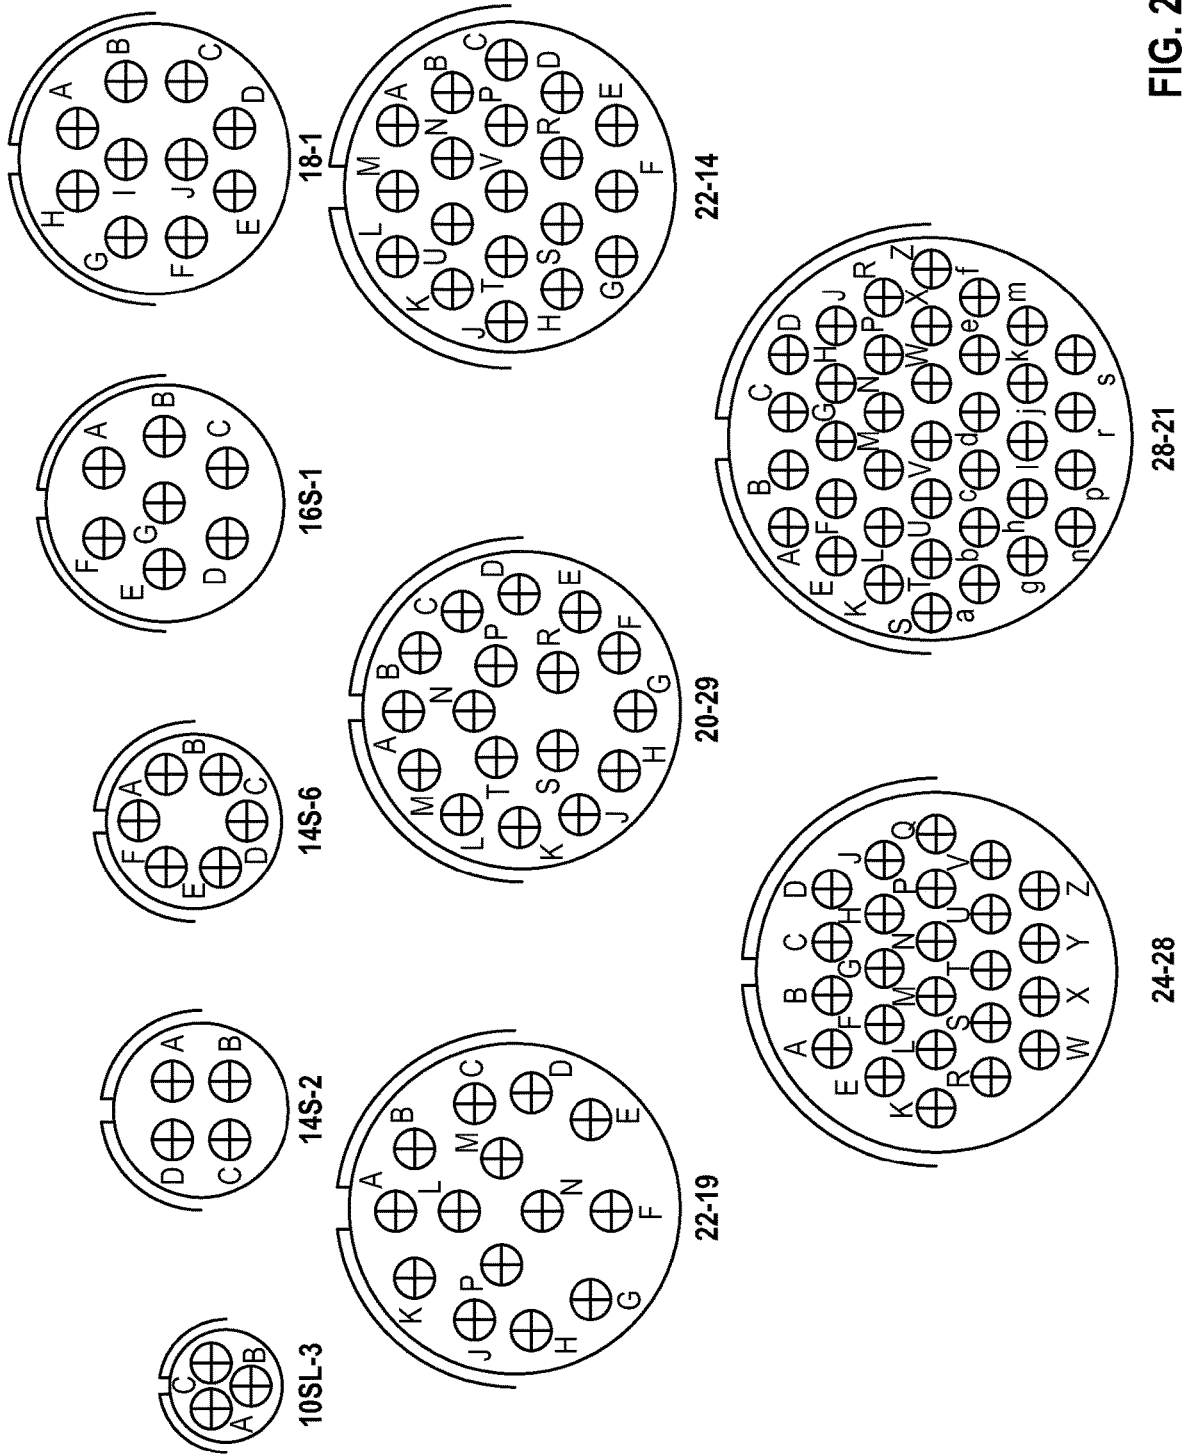 C A B
10SL-3
D A C B
14S-2
F A E B D C
14S-6
F A E G B D C
16S-1
H A G I B F J C E D
18-1
A K B L J P M C H D N G E F
22-19
A B M N C L T P D K S R E J H F G
20-29
L M A K U N B J T V P C H S R D G F E
22-14
A B C D
E F G H J
K L M N P Q
R S T U V
W X Y Z
24-28
A B C D
E F G H J
K L M N P R
S T U V W X Z
a b c d e f
g h l j k m
n p r s
28-21
FIG. 2